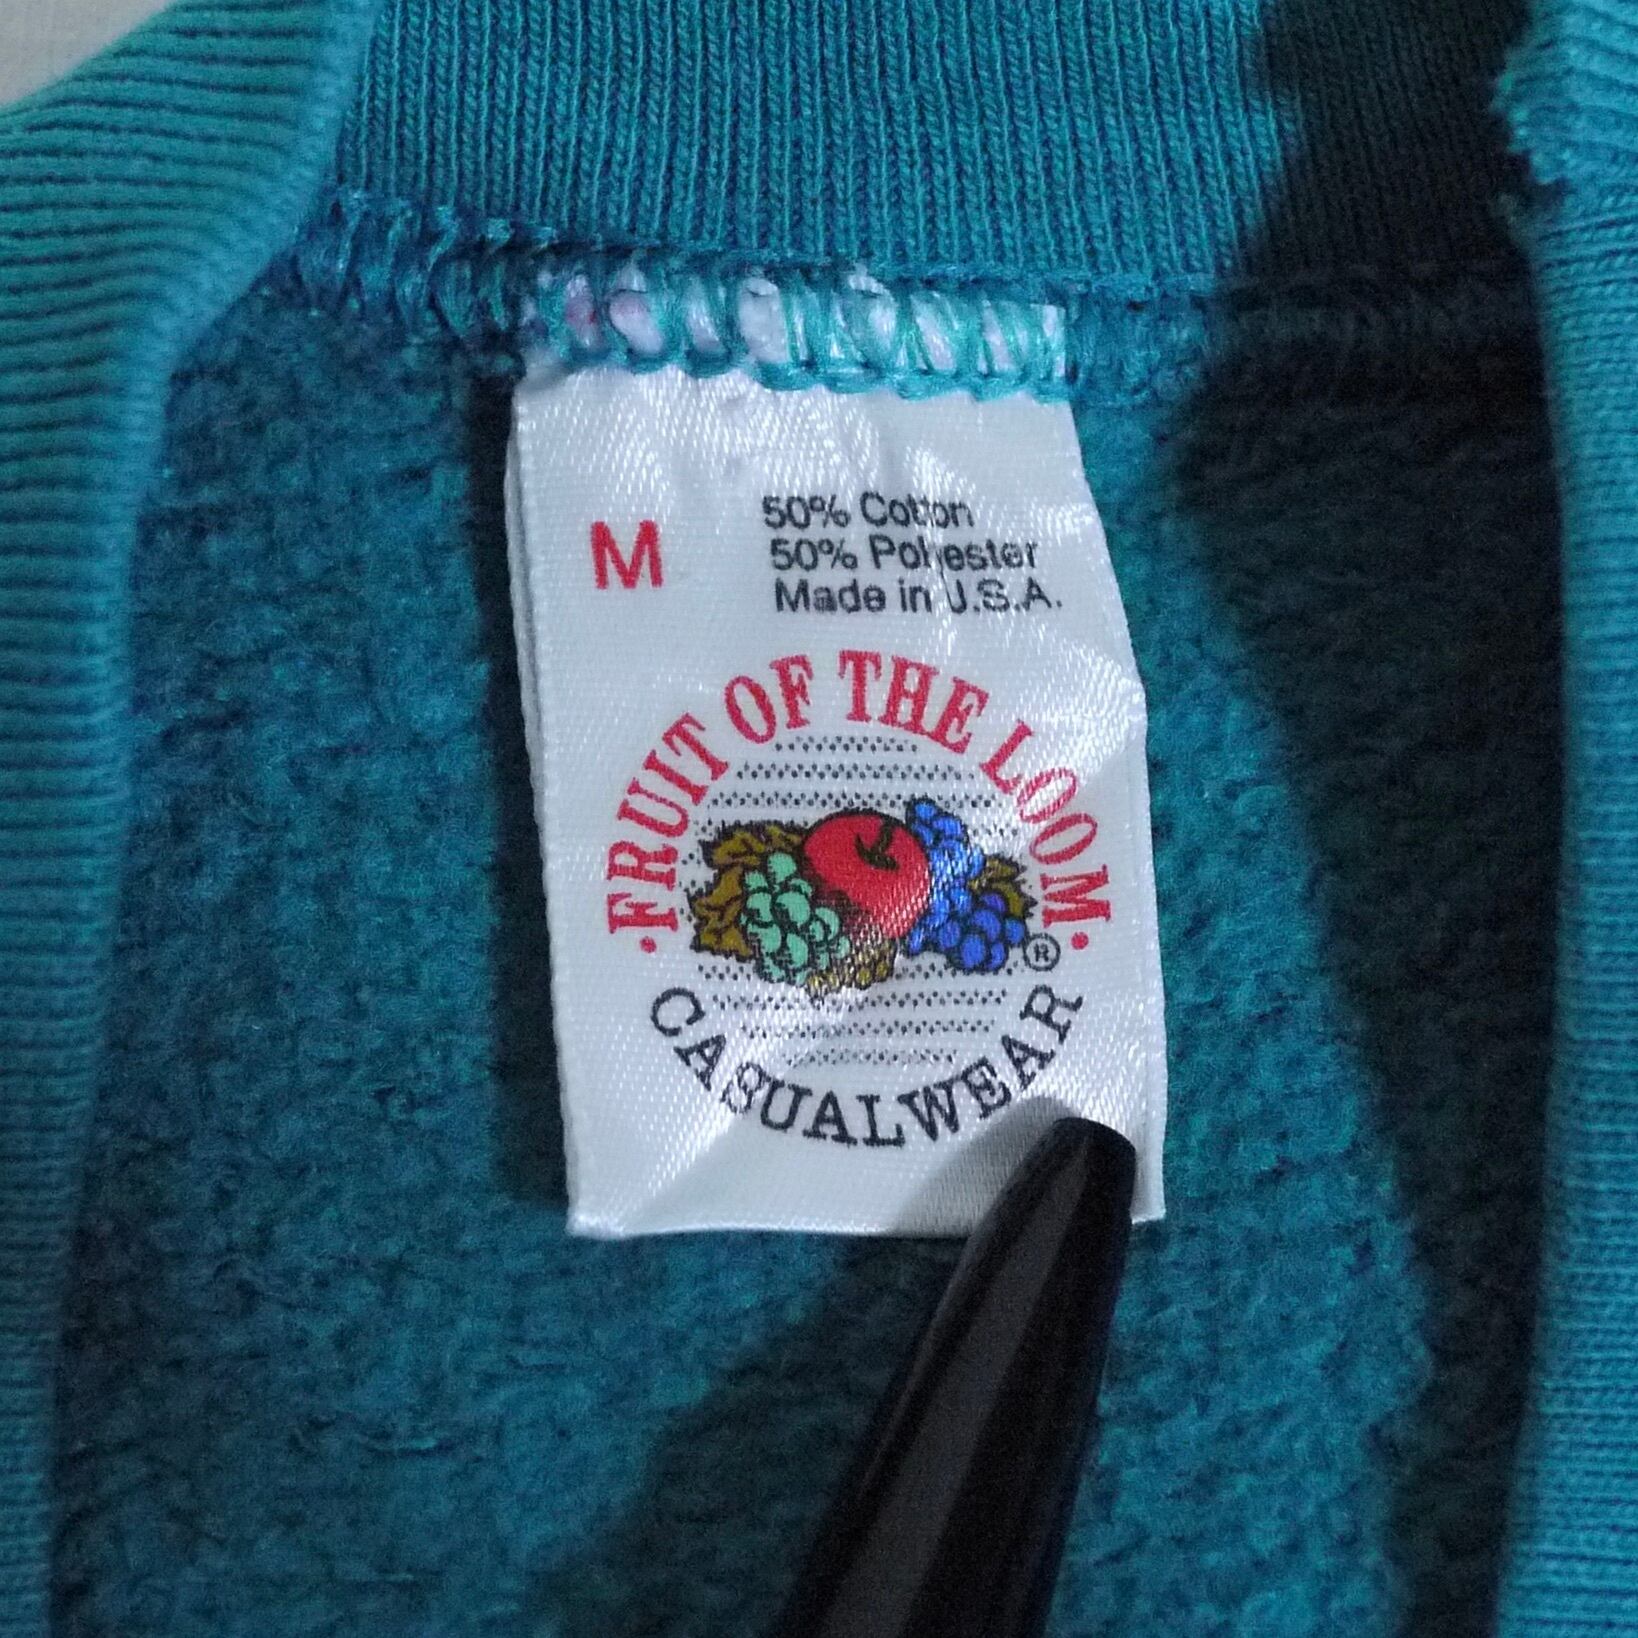 M
50% Cotton
50% Polyester
Made in U.S.A.
·FRUIT OF THE LOOM·
®
CASUALWEAR